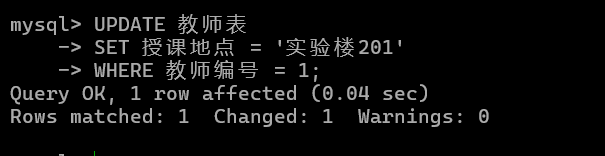 mysql> UPDATE 教师表
    -> SET 授课地点 = '实验楼201'
    -> WHERE 教师编号 = 1;
Query OK, 1 row affected (0.04 sec)
Rows matched: 1  Changed: 1  Warnings: 0